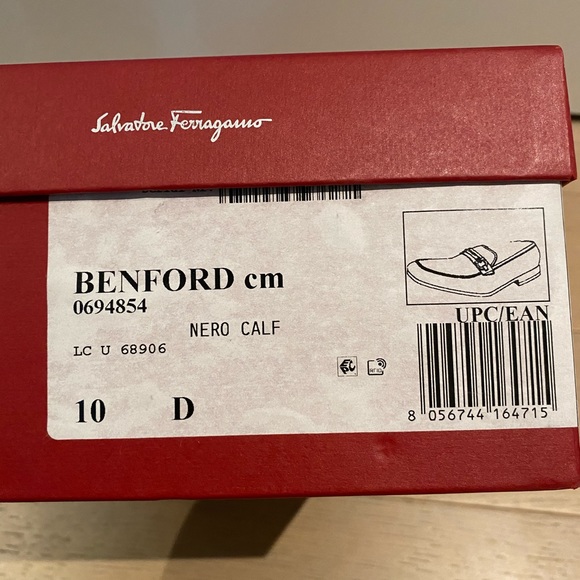 Salvatore Ferragamo
BENFORD cm
0694854
NERO CALF
LC U 68906
UPC/EAN
10 D
8 056744 164715